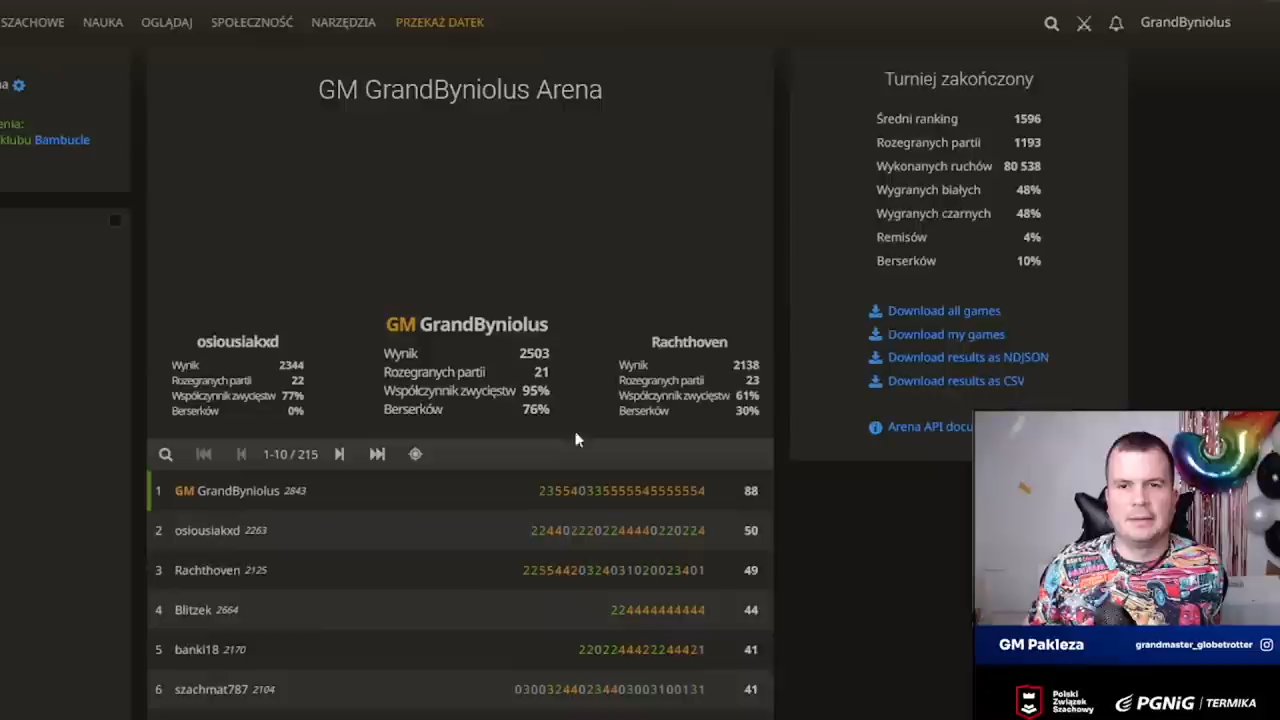 SZACHOWE NAUKA OGLĄDAJ SPOŁECZNOŚĆ NARZĘDZIA PRZEKAŻ DATEK GrandByniolus
na
enia:
klubu Bambucle
GM GrandByniolus Arena
osiousiakxd
Wynik 2344
Rozegranych partii 22
Współczynnik zwycięstw 77%
Berserków 0%
GM GrandByniolus
Wynik 2503
Rozegranych partii 21
Współczynnik zwycięstw 95%
Berserków 76%
Rachthoven
Wynik 2138
Rozegranych partii 23
Współczynnik zwycięstw 61%
Berserków 30%
1-10 / 215
1 GM GrandByniolus 2843 235540335555545555554 88
2 osiousiakxd 2263 2244022202244440220224 50
3 Rachthoven 2125 22554420324031020023401 49
4 Blitzek 2664 224444444444 44
5 banki18 2170 2202244422244421 41
6 szachmat787 2104 030032440234403003100131 41
Turniej zakończony
Średni ranking 1596
Rozegranych partii 1193
Wykonanych ruchów 80 538
Wygranych białych 48%
Wygranych czarnych 48%
Remisów 4%
Berserków 10%
Download all games
Download my games
Download results as NDJSON
Download results as CSV
Arena API docu
GM Pakleza grandmaster_globetrotter
Polski
Związek
Szachowy
PGNiG | TERMIKA